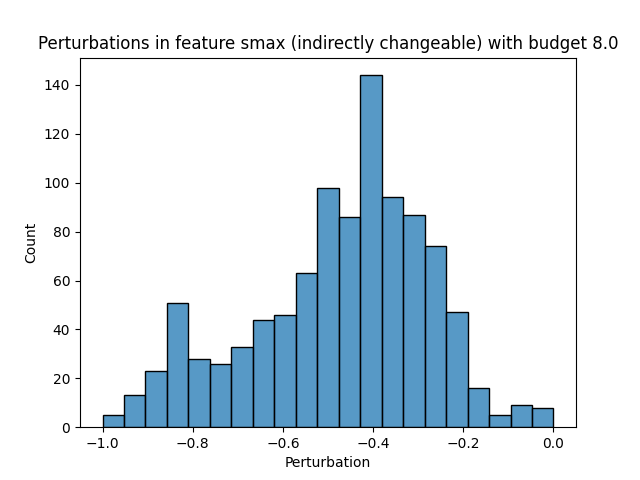 Perturbations in feature smax (indirectly changeable) with budget 8.0
140
120
100
80
60
40
20
0
Count
−1.0 −0.8 −0.6 −0.4 −0.2 0.0
Perturbation